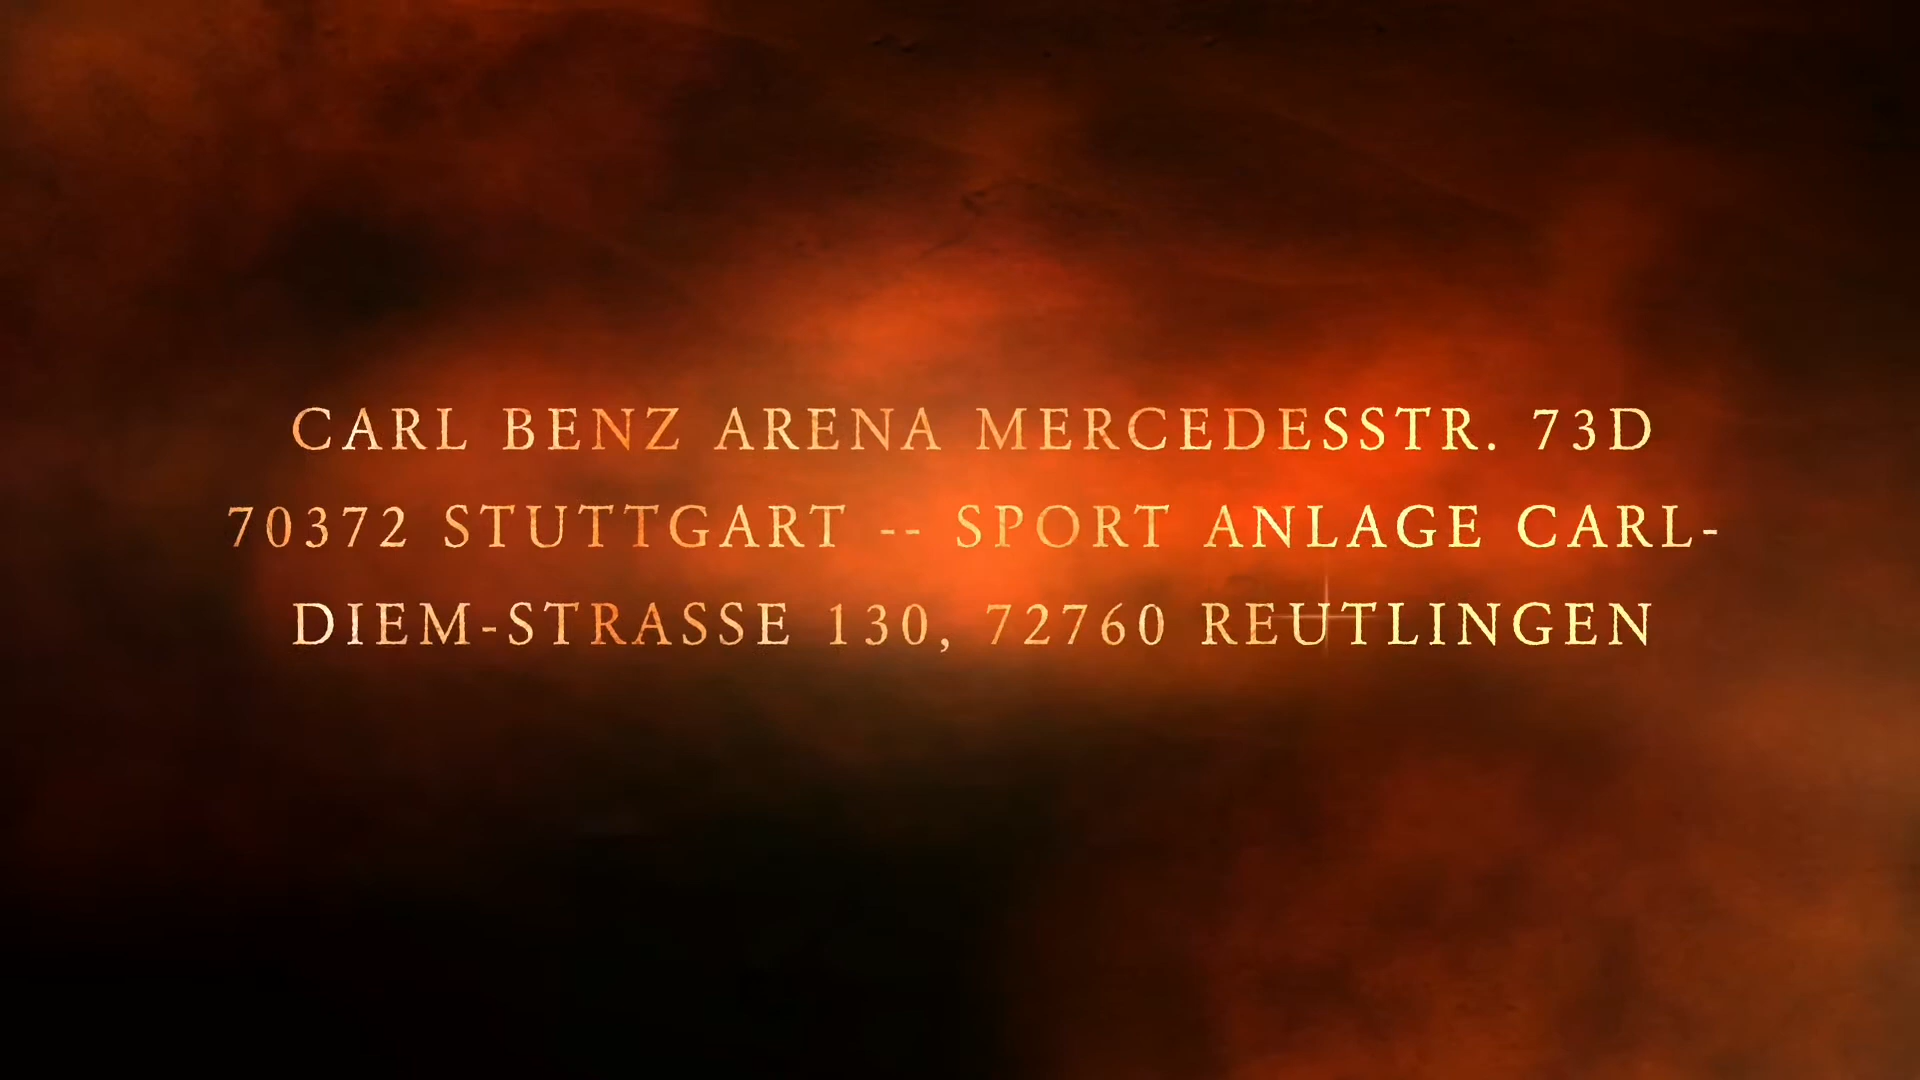 CARL BENZ ARENA MERCEDESSTR. 73D
70372 STUTTGART -- SPORT ANLAGE CARL-
DIEM-STRASSE 130, 72760 REUTLINGEN